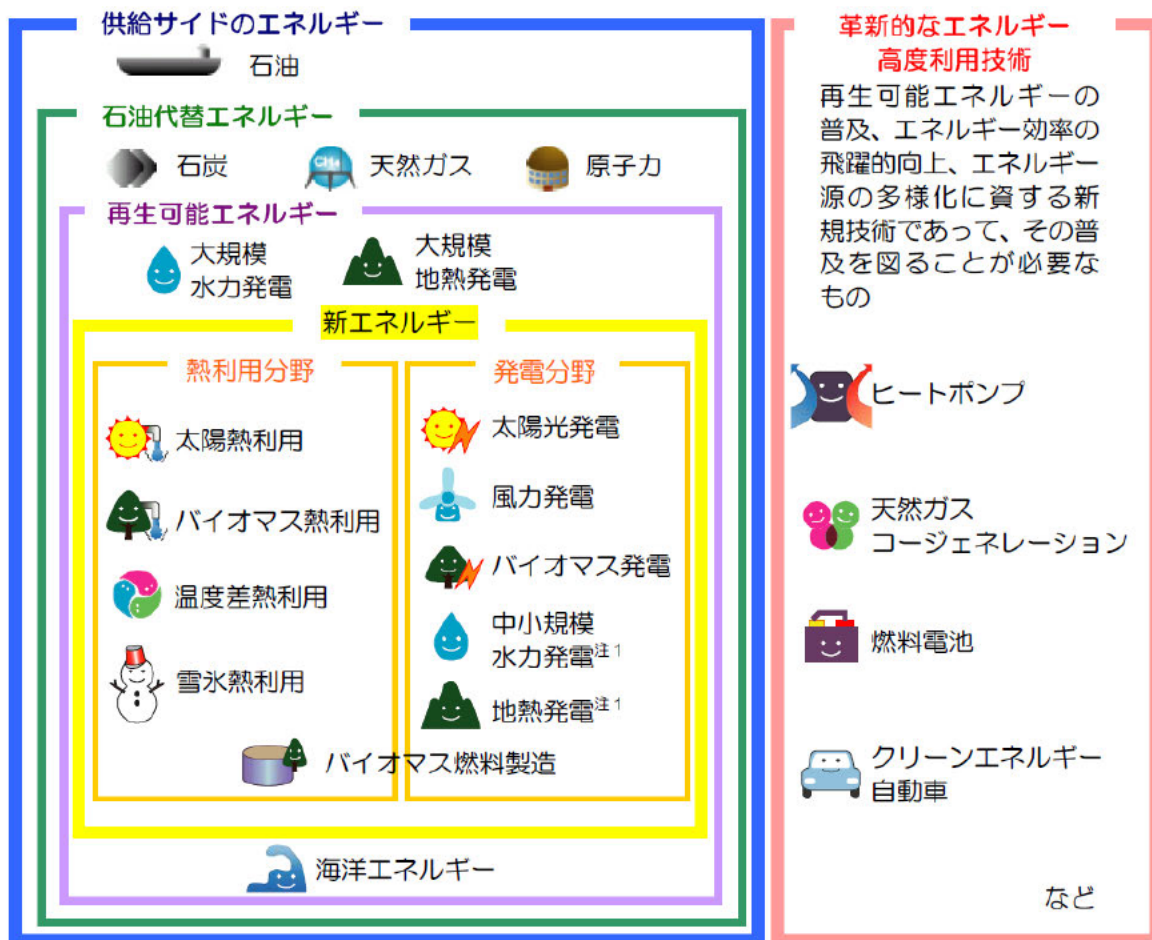 供給サイドのエネルギー
石油
石油代替エネルギー
石炭
天然ガス
CH4
原子力
再生可能エネルギー
大規模
水力発電
大規模
地熱発電
新エネルギー
熱利用分野
太陽熱利用
バイオマス熱利用
温度差熱利用
雪氷熱利用
発電分野
太陽光発電
風力発電
バイオマス発電
中小規模
水力発電注1
地熱発電注1
バイオマス燃料製造
海洋エネルギー
革新的なエネルギー
高度利用技術
再生可能エネルギーの
普及、エネルギー効率の
飛躍的向上、エネルギー
源の多様化に資する新
規技術であって、その普
及を図ることが必要な
もの
ヒートポンプ
天然ガス
コージェネレーション
燃料電池
クリーンエネルギー
自動車
など